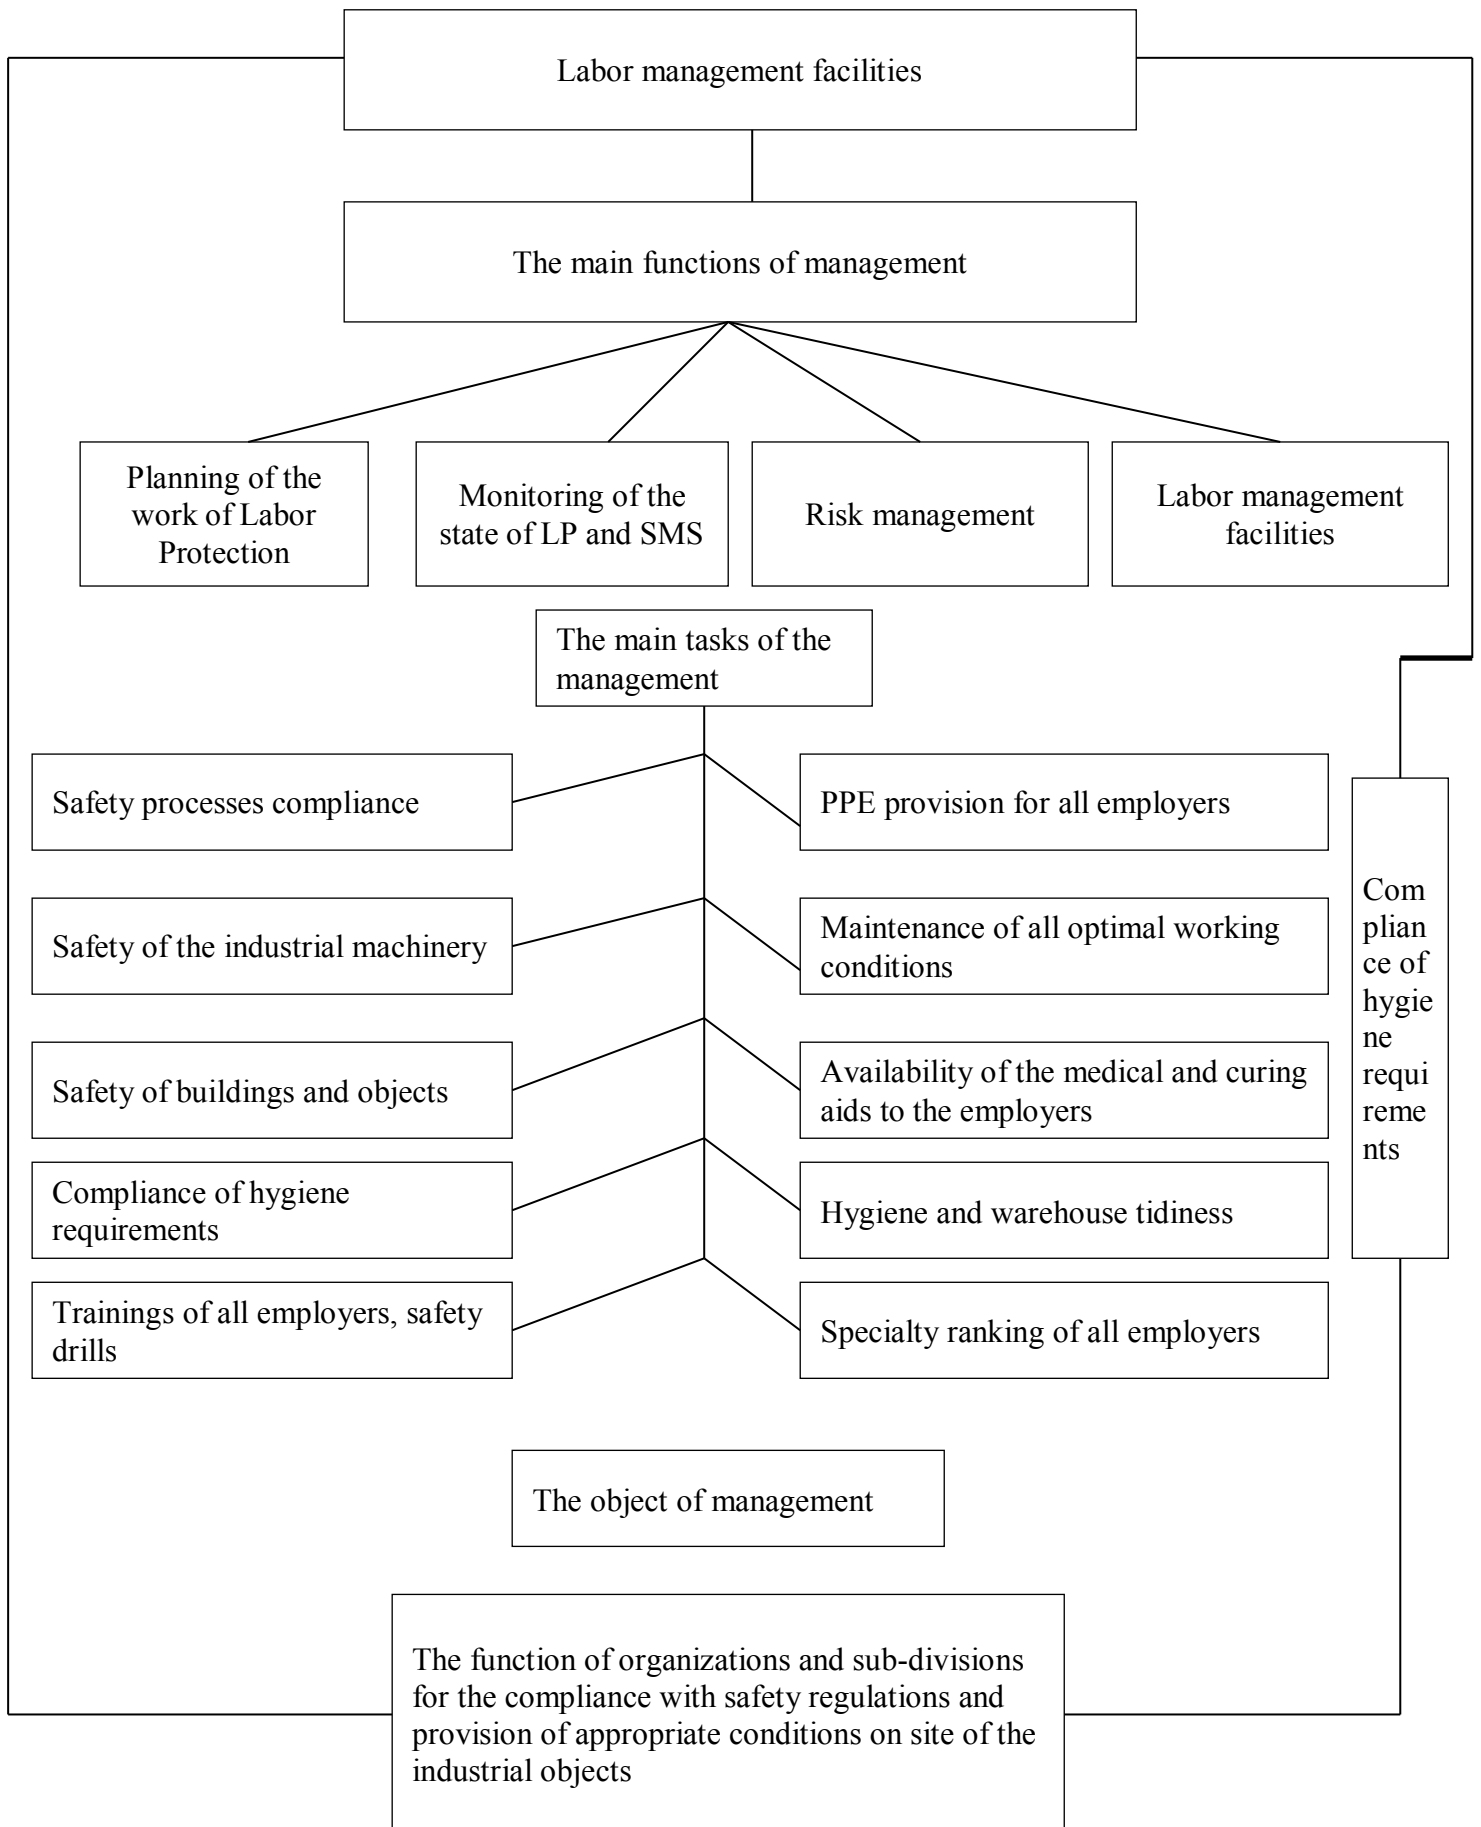 Labor management facilities
The main functions of management
Planning of the
work of Labor
Protection
Monitoring of the
state of LP and SMS
Risk management
Labor management
facilities
The main tasks of the
management
Safety processes compliance
PPE provision for all employers
Safety of the industrial machinery
Maintenance of all optimal working
conditions
Safety of buildings and objects
Availability of the medical and curing
aids to the employers
Compliance of hygiene
requirements
Hygiene and warehouse tidiness
Trainings of all employers, safety
drills
Specialty ranking of all employers
Com
plian
ce of
hygie
ne
requi
reme
nts
The object of management
The function of organizations and sub-divisions
for the compliance with safety regulations and
provision of appropriate conditions on site of the
industrial objects